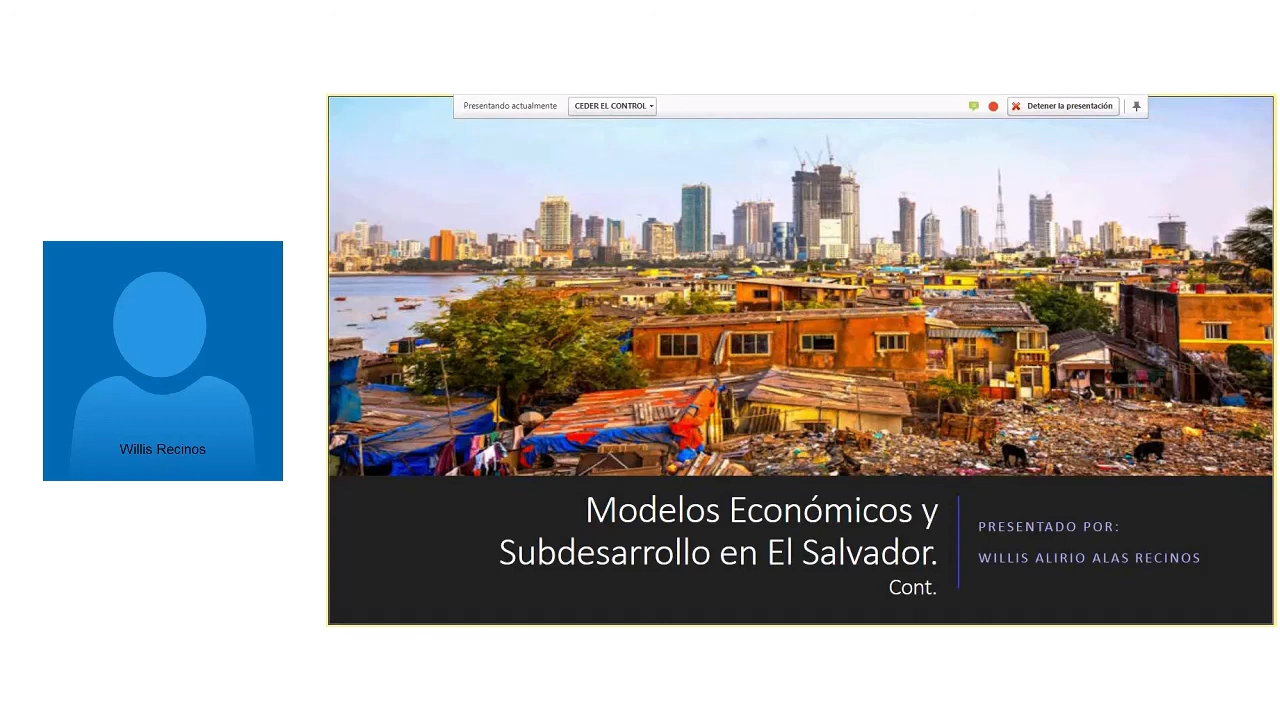 Presentando actualmente
CEDER EL CONTROL
Detener la presentación
Willis Recinos
Modelos Económicos y
Subdesarrollo en El Salvador.
Cont.
PRESENTADO POR:
WILLIS ALIRIO ALAS RECINOS